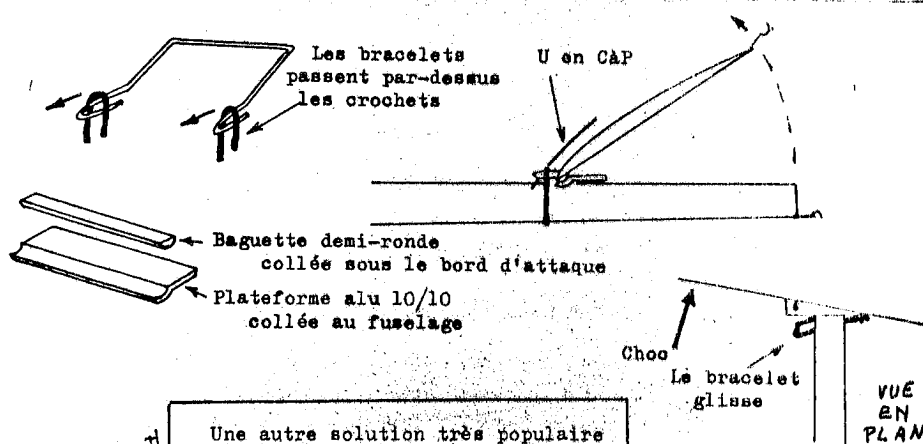 Les bracelets
passent par-dessus
les crochets
U en CàP
Baguette demi-ronde
collée sous le bord d'attaque
Plateforme alu 10/10
collée au fuselage
Choc
Le bracelet
glisse
VUE
EN
PLAN
Une autre solution très populaire